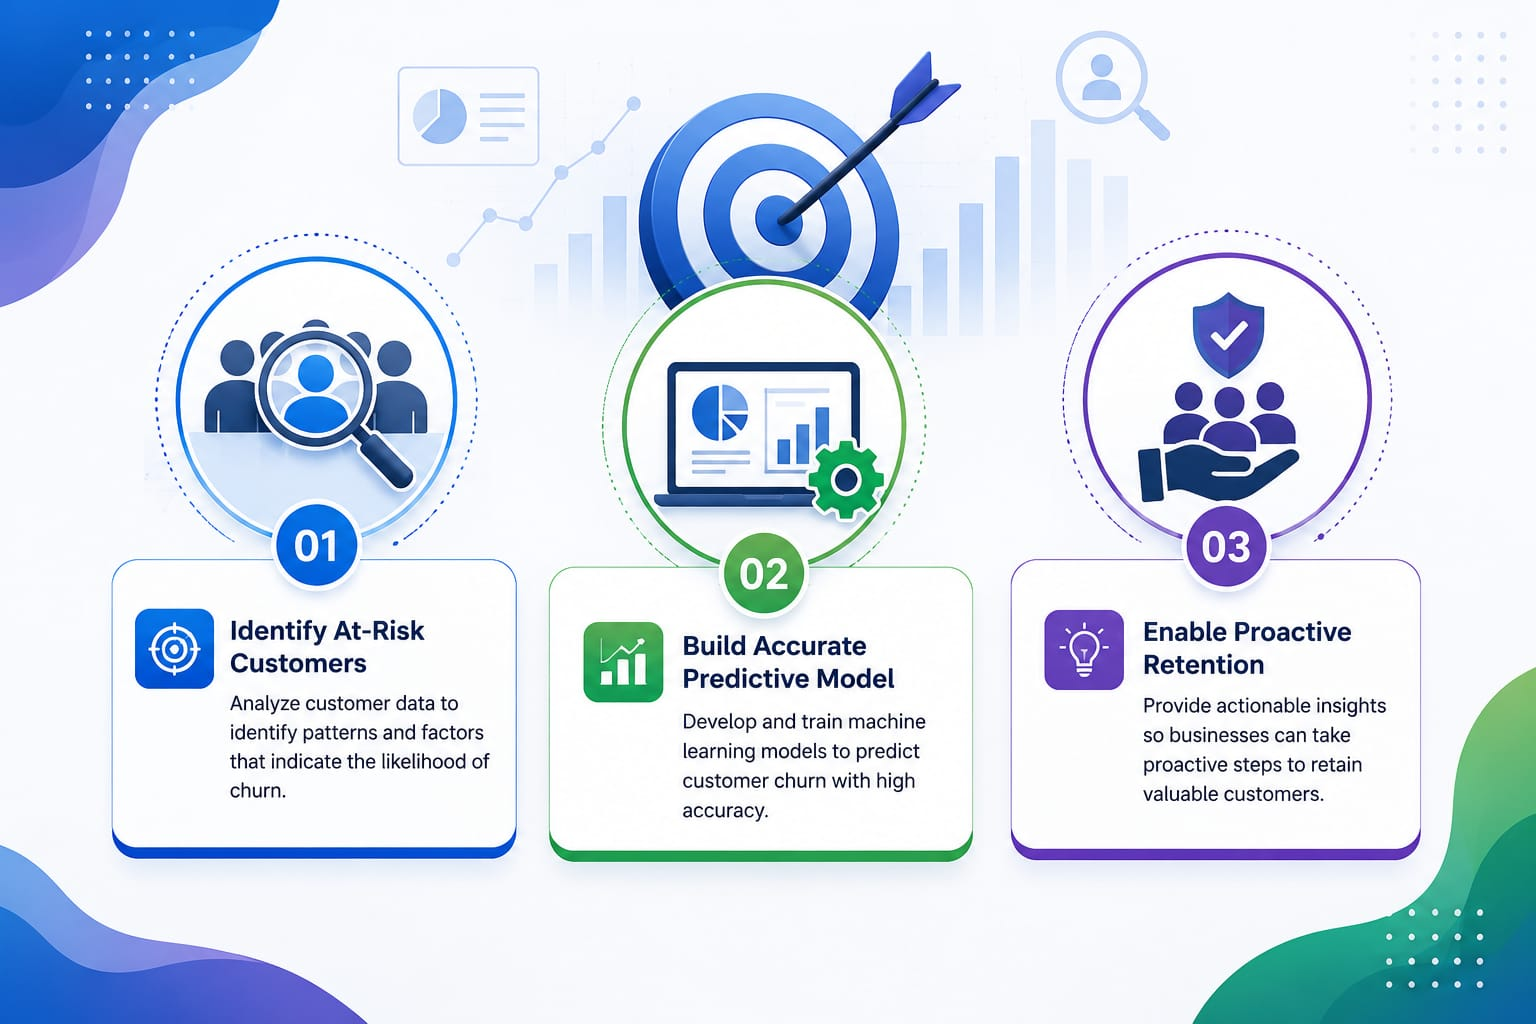 01
Identify At-Risk
Customers
Analyze customer data to
identify patterns and factors
that indicate the likelihood of
churn.
02
Build Accurate
Predictive Model
Develop and train machine
learning models to predict
customer churn with high
accuracy.
03
Enable Proactive
Retention
Provide actionable insights
so businesses can take
proactive steps to retain
valuable customers.